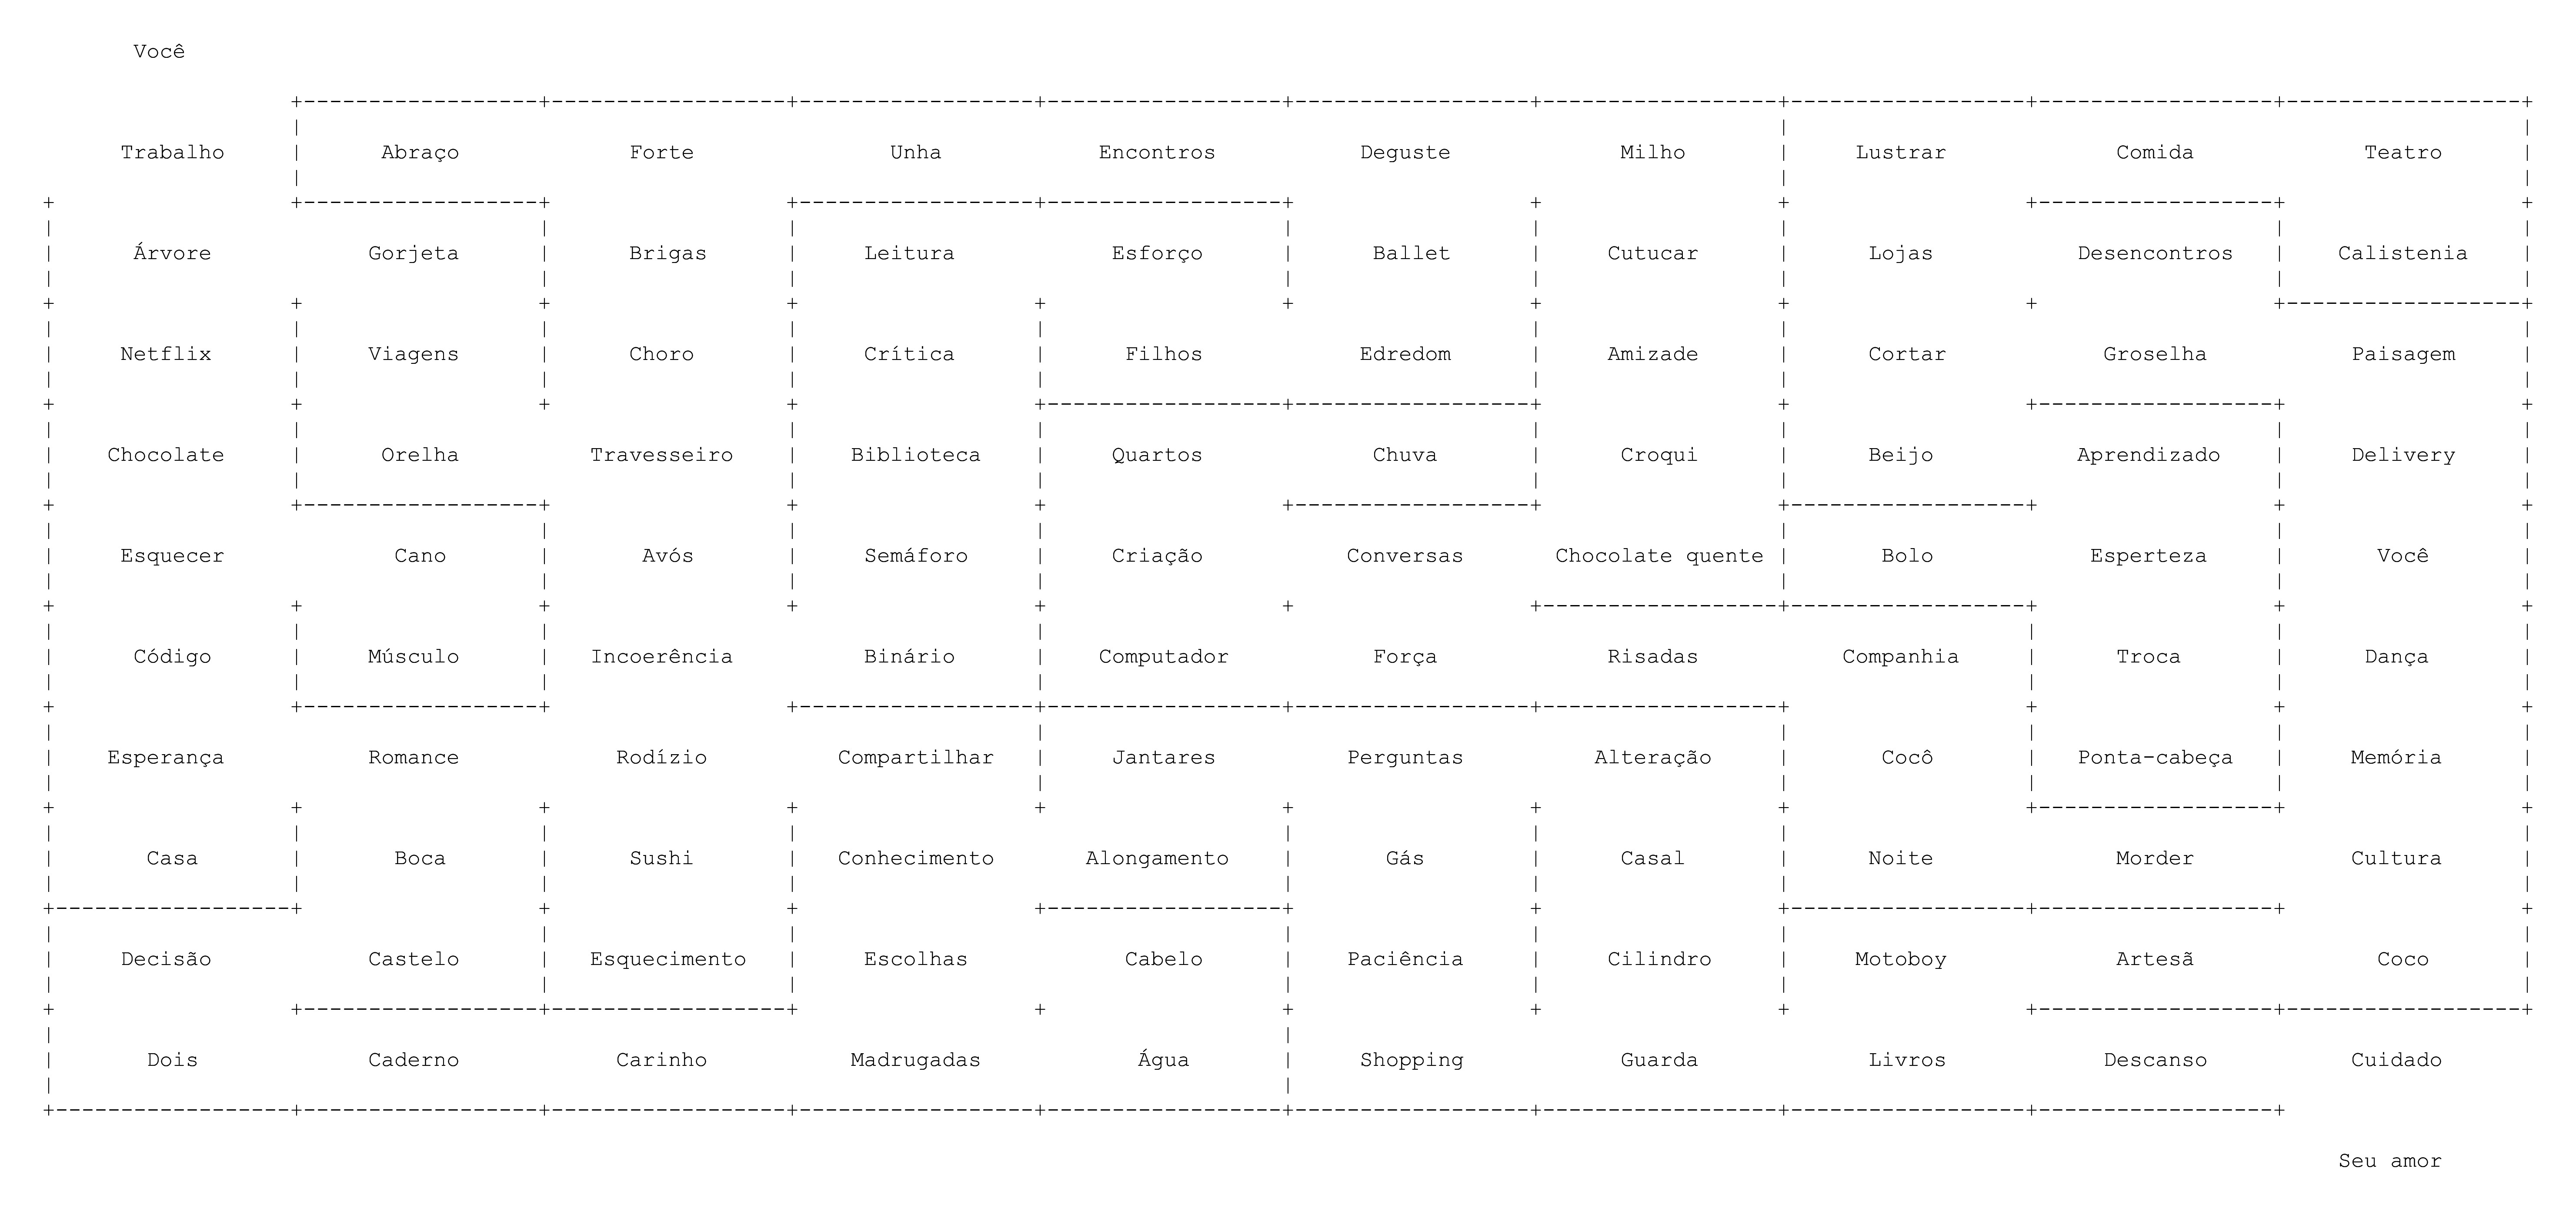 Você
Trabalho Abraço Forte Unha Encontros Deguste Milho Lustrar Comida Teatro
Árvore Gorjeta Brigas Leitura Esforço Ballet Cutucar Lojas Desencontros Calistenia
Netflix Viagens Choro Crítica Filhos Edredom Amizade Cortar Groselha Paisagem
Chocolate Orelha Travesseiro Biblioteca Quartos Chuva Croqui Beijo Aprendizado Delivery
Esquecer Cano Avós Semáforo Criação Conversas Chocolate quente Bolo Esperteza Você
Código Músculo Incoerência Binário Computador Força Risadas Companhia Troca Dança
Esperança Romance Rodízio Compartilhar Jantares Perguntas Alteração Cocô Ponta-cabeça Memória
Casa Boca Sushi Conhecimento Alongamento Gás Casal Noite Morder Cultura
Decisão Castelo Esquecimento Escolhas Cabelo Paciência Cilindro Motoboy Artesã Coco
Dois Caderno Carinho Madrugadas Água Shopping Guarda Livros Descanso Cuidado
Seu amor